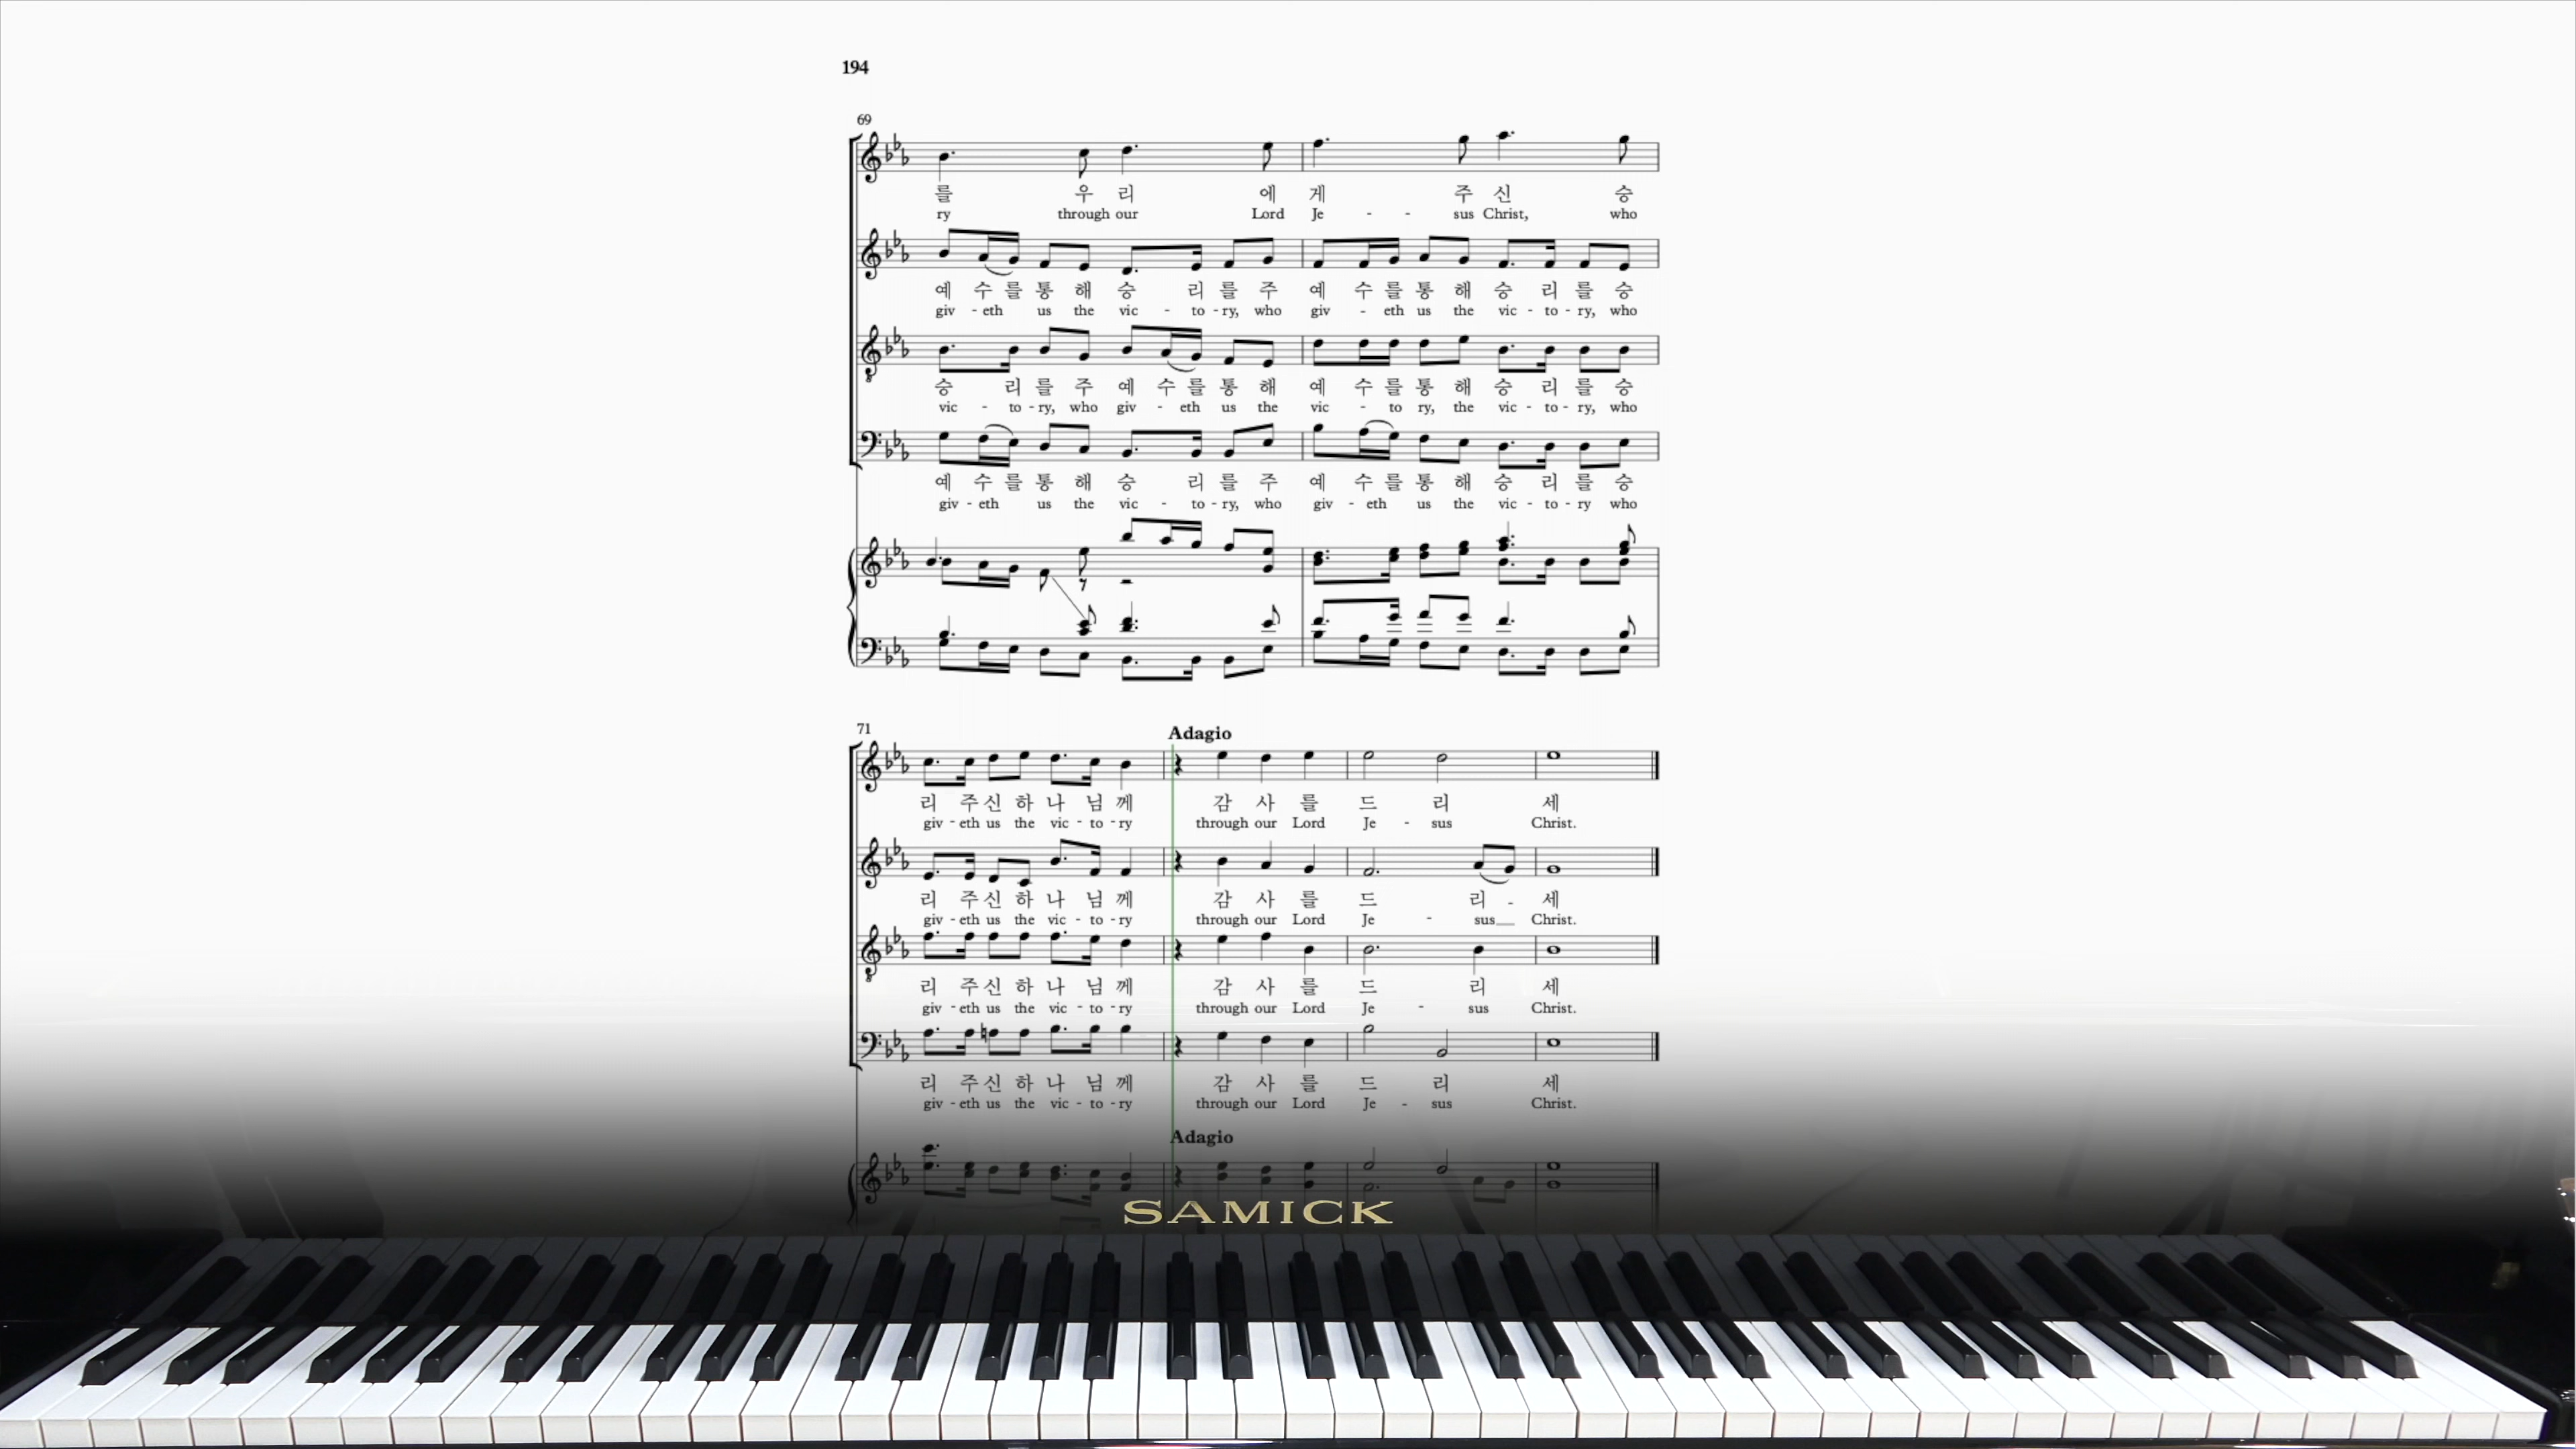 194
69
를 우 리 에 게 주 신 승
ry through our Lord Je - - sus Christ, who
예 수 를 통 해 승 리 를 주 예 수 를 통 해 승 리 를 승
giv - eth us the vic - to - ry, who giv - eth us the vic - to - ry, who
승 리 를 주 예 수 를 통 해 예 수 를 통 해 승 리 를 승
vic - to - ry, who giv - eth us the vic - to ry, the vic - to - ry, who
예 수 를 통 해 승 리 를 주 예 수 를 통 해 승 리 를 승
giv - eth us the vic - to - ry, who giv - eth us the vic - to - ry who
71
Adagio
리 주 신 하 나 님 께 감 사 를 드 리 세
giv - eth us the vic - to - ry through our Lord Je - sus Christ.
리 주 신 하 나 님 께 감 사 를 드 리 - 세
giv - eth us the vic - to - ry through our Lord Je - sus__ Christ.
리 주 신 하 나 님 께 감 사 를 드 리 세
giv - eth us the vic - to - ry through our Lord Je - sus Christ.
리 주 신 하 나 님 께 감 사 를 드 리 세
giv - eth us the vic - to - ry through our Lord Je - sus Christ.
Adagio
SAMICK